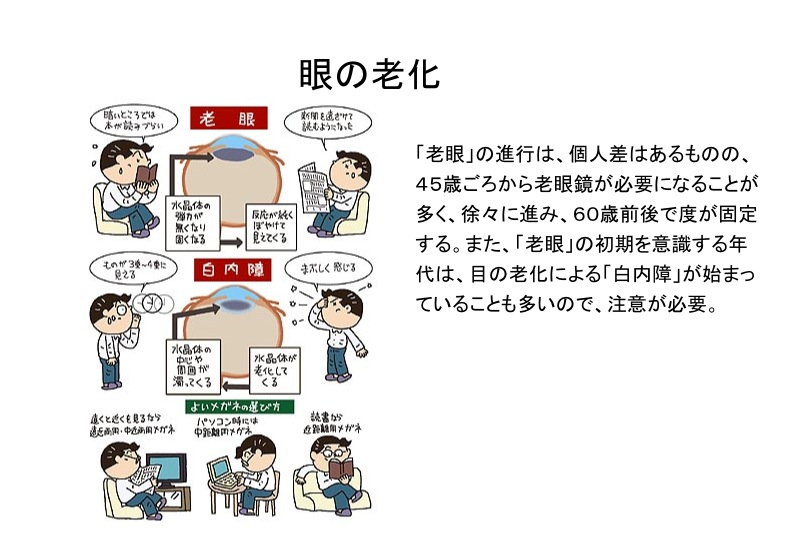 眼の老化
暗いところでは
本が読みづらい
老眼
新聞を遠ざけて
読むようになった
水晶体の
弾力が
無くなり
固くなる
反応が鈍く
ぼやけて
見えてくる
白内障
ものが3重〜4重に
見える
まぶしく感じる
水晶体の
中心や
周囲が
濁ってくる
水晶体が
老化して
くる
よいメガネの選び方
遠くと近くを見るなら
遠近両用・中近両用メガネ
パソコン時には
中距離用メガネ
読書なら
近距離用メガネ
「老眼」の進行は、個人差はあるものの、
45歳ごろから老眼鏡が必要になることが
多く、徐々に進み、60歳前後で度が固定
する。また、「老眼」の初期を意識する年
代は、目の老化による「白内障」が始まっ
ていることも多いので、注意が必要。